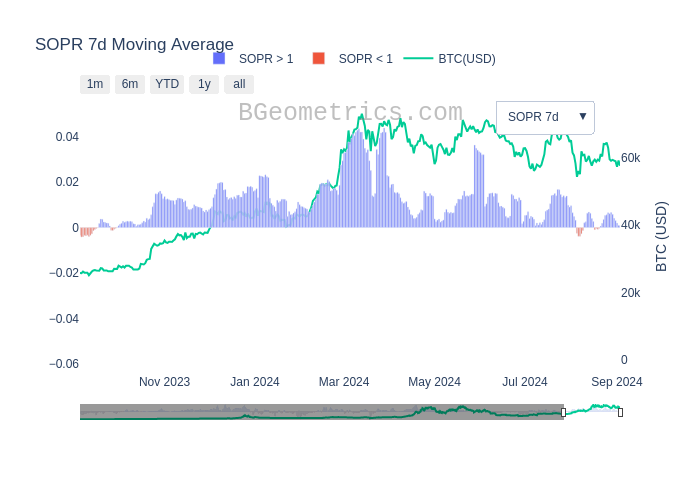 SOPR 7d Moving Average
SOPR > 1
SOPR < 1
BTC(USD)
1m 6m YTD 1y all
BGeometrics.com
SOPR 7d ▼
0.04
0.02
0
−0.02
−0.04
−0.06
60k
40k
20k
0
BTC (USD)
Nov 2023 Jan 2024 Mar 2024 May 2024 Jul 2024 Sep 2024